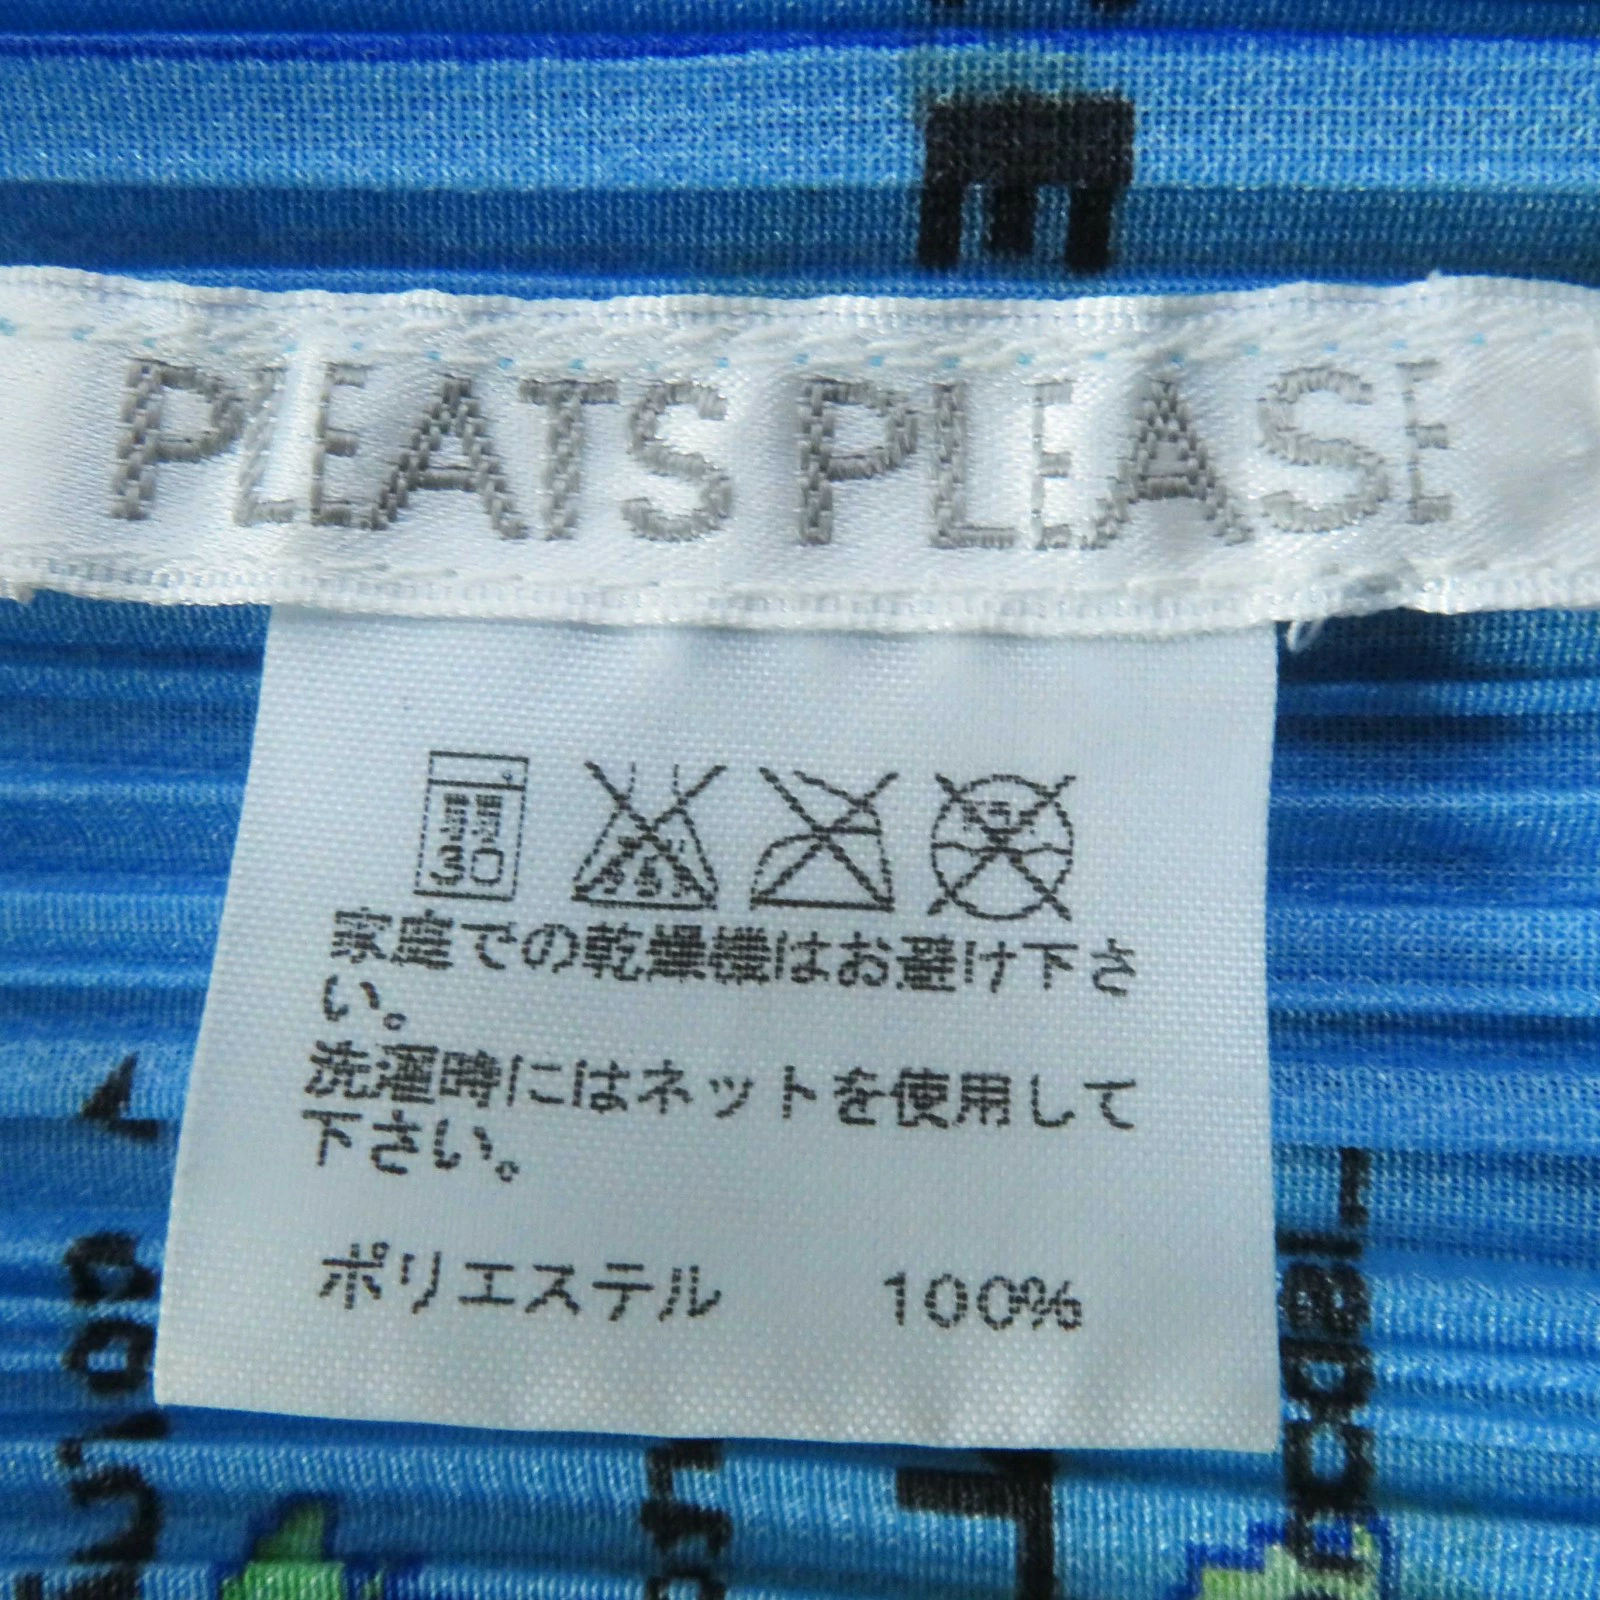 PLEATS PLEASE
弱 30
家庭での乾燥機はお避け下さ
い。
洗濯時にはネットを使用して
下さい。
ポリエステル 100%